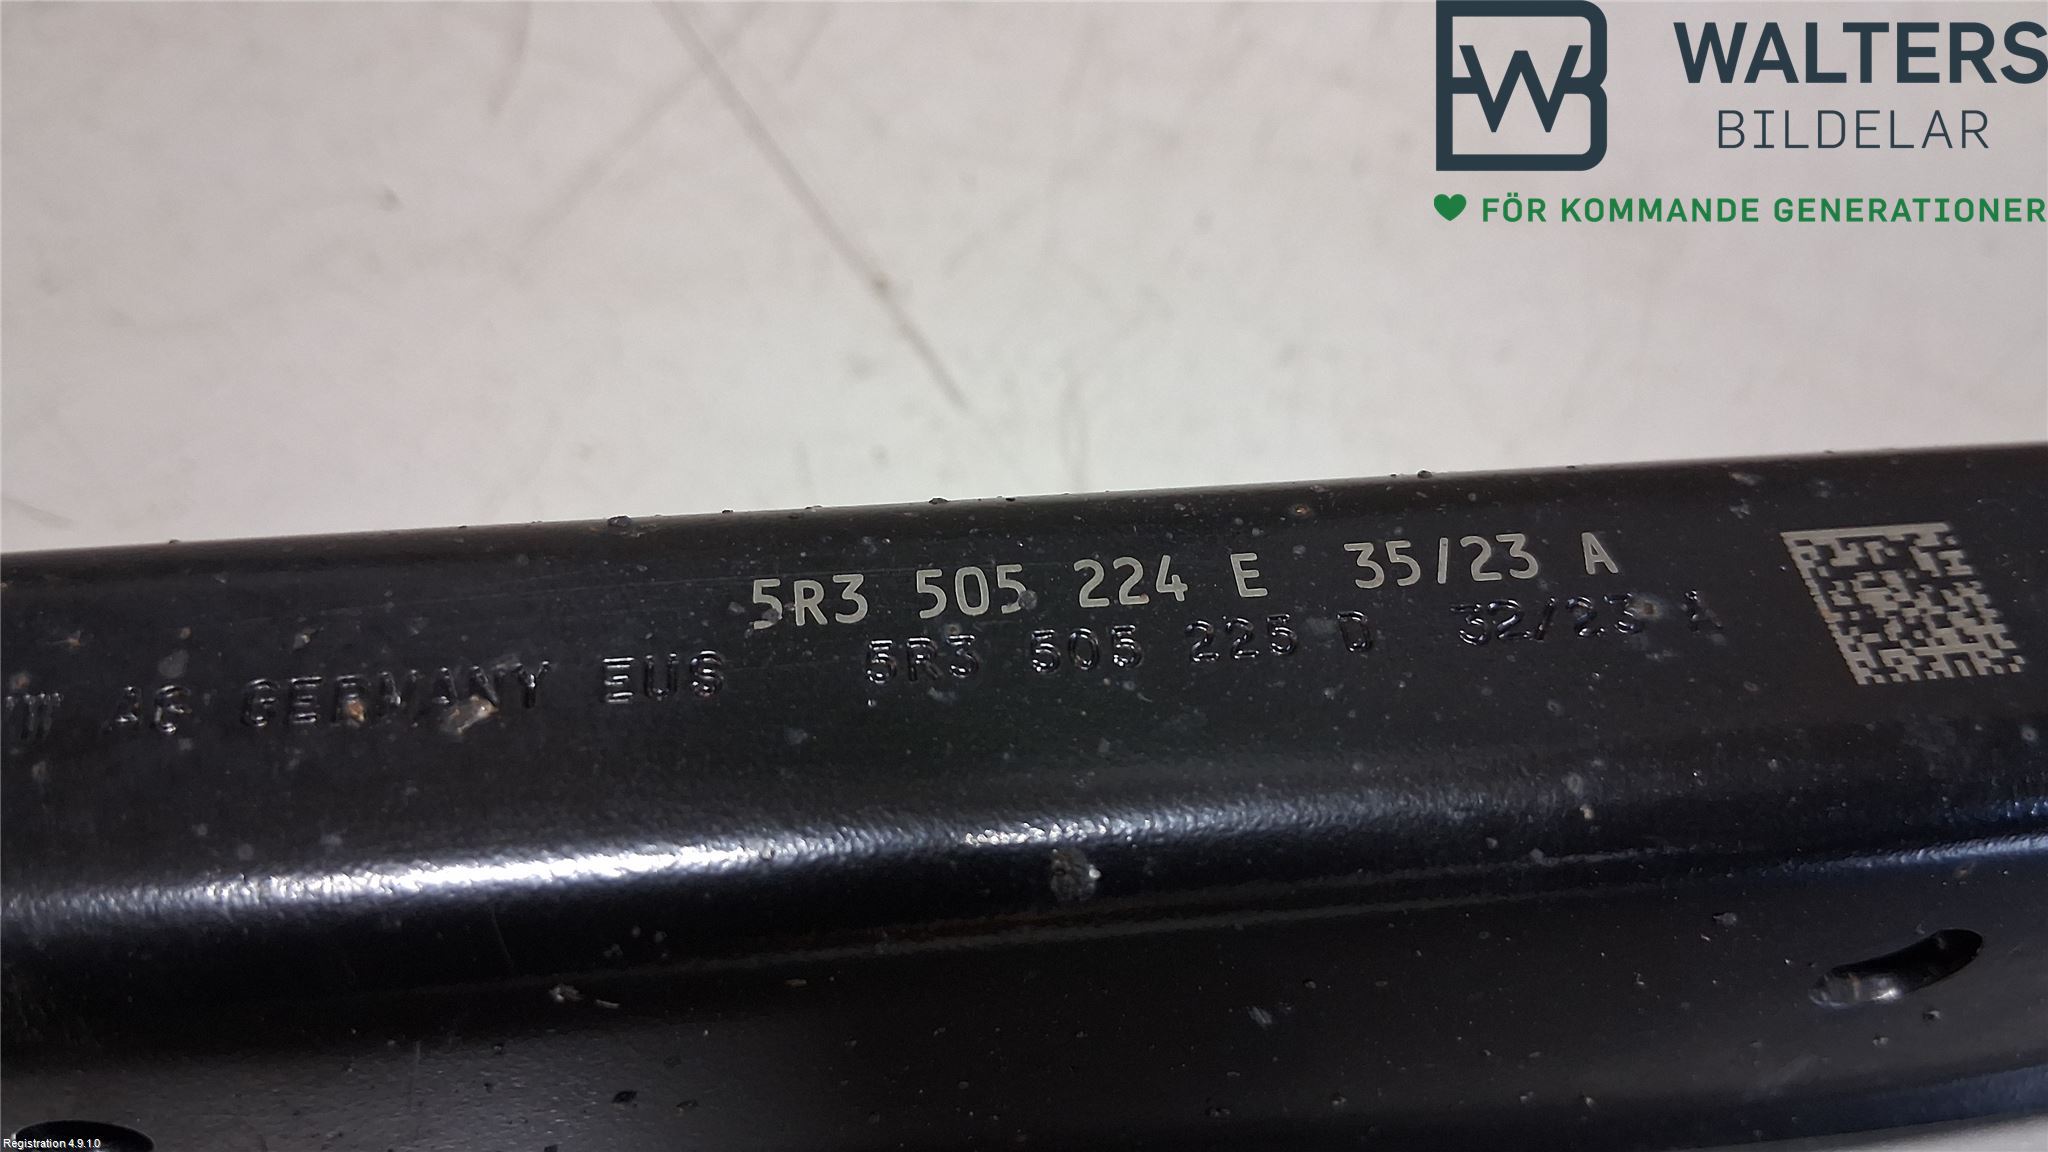 WALTERS
BILDELAR
FÖR KOMMANDE GENERATIONER
5R3 505 224 E 35/23 A
AG GERMANY EUS 5R3 505 225 D 32/23 A
Registration 4.9.1.0